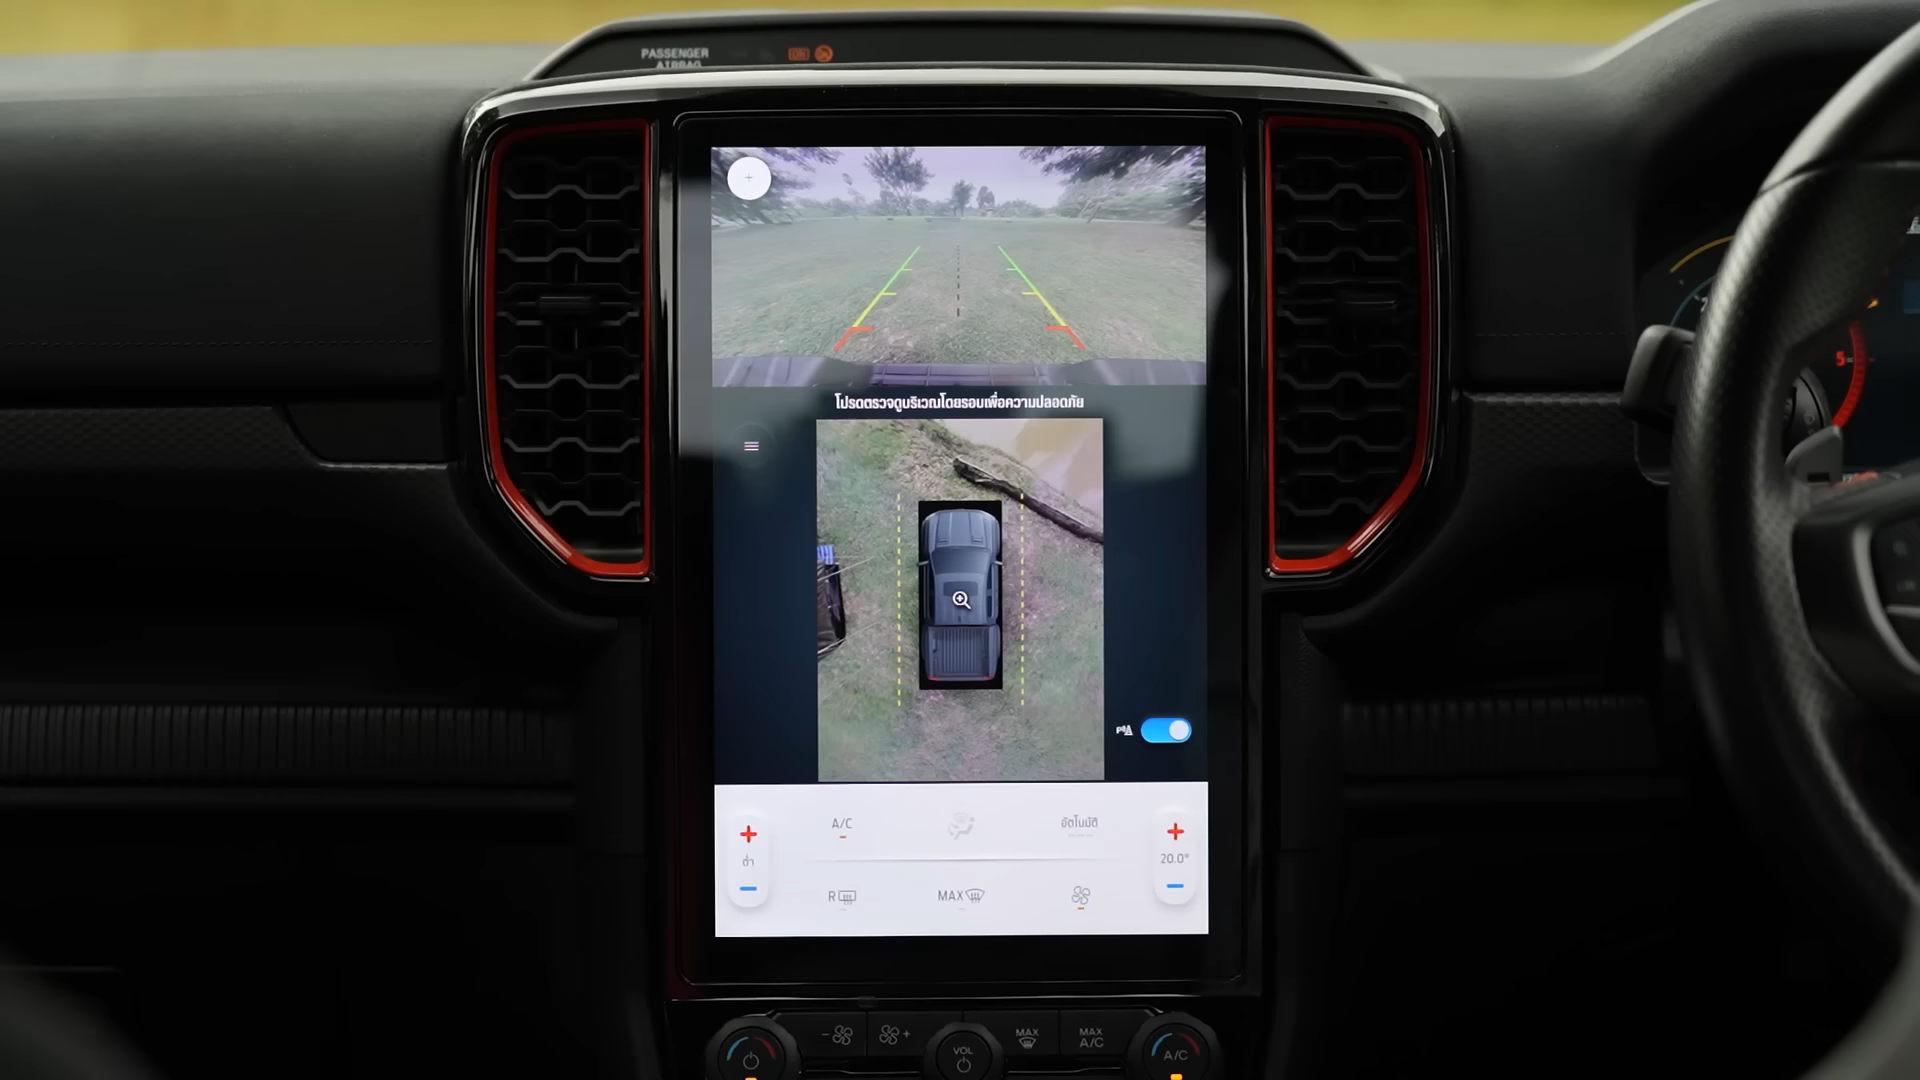 PASSENGER
AIRBAG
ON
โปรดตรวจดูบริเวณโดยรอบเพื่อความปลอดภัย
A/C
อัตโนมัติ
ต่ำ
20.0°
R
MAX
5
VOL
MAX
MAX
A/C
A/C